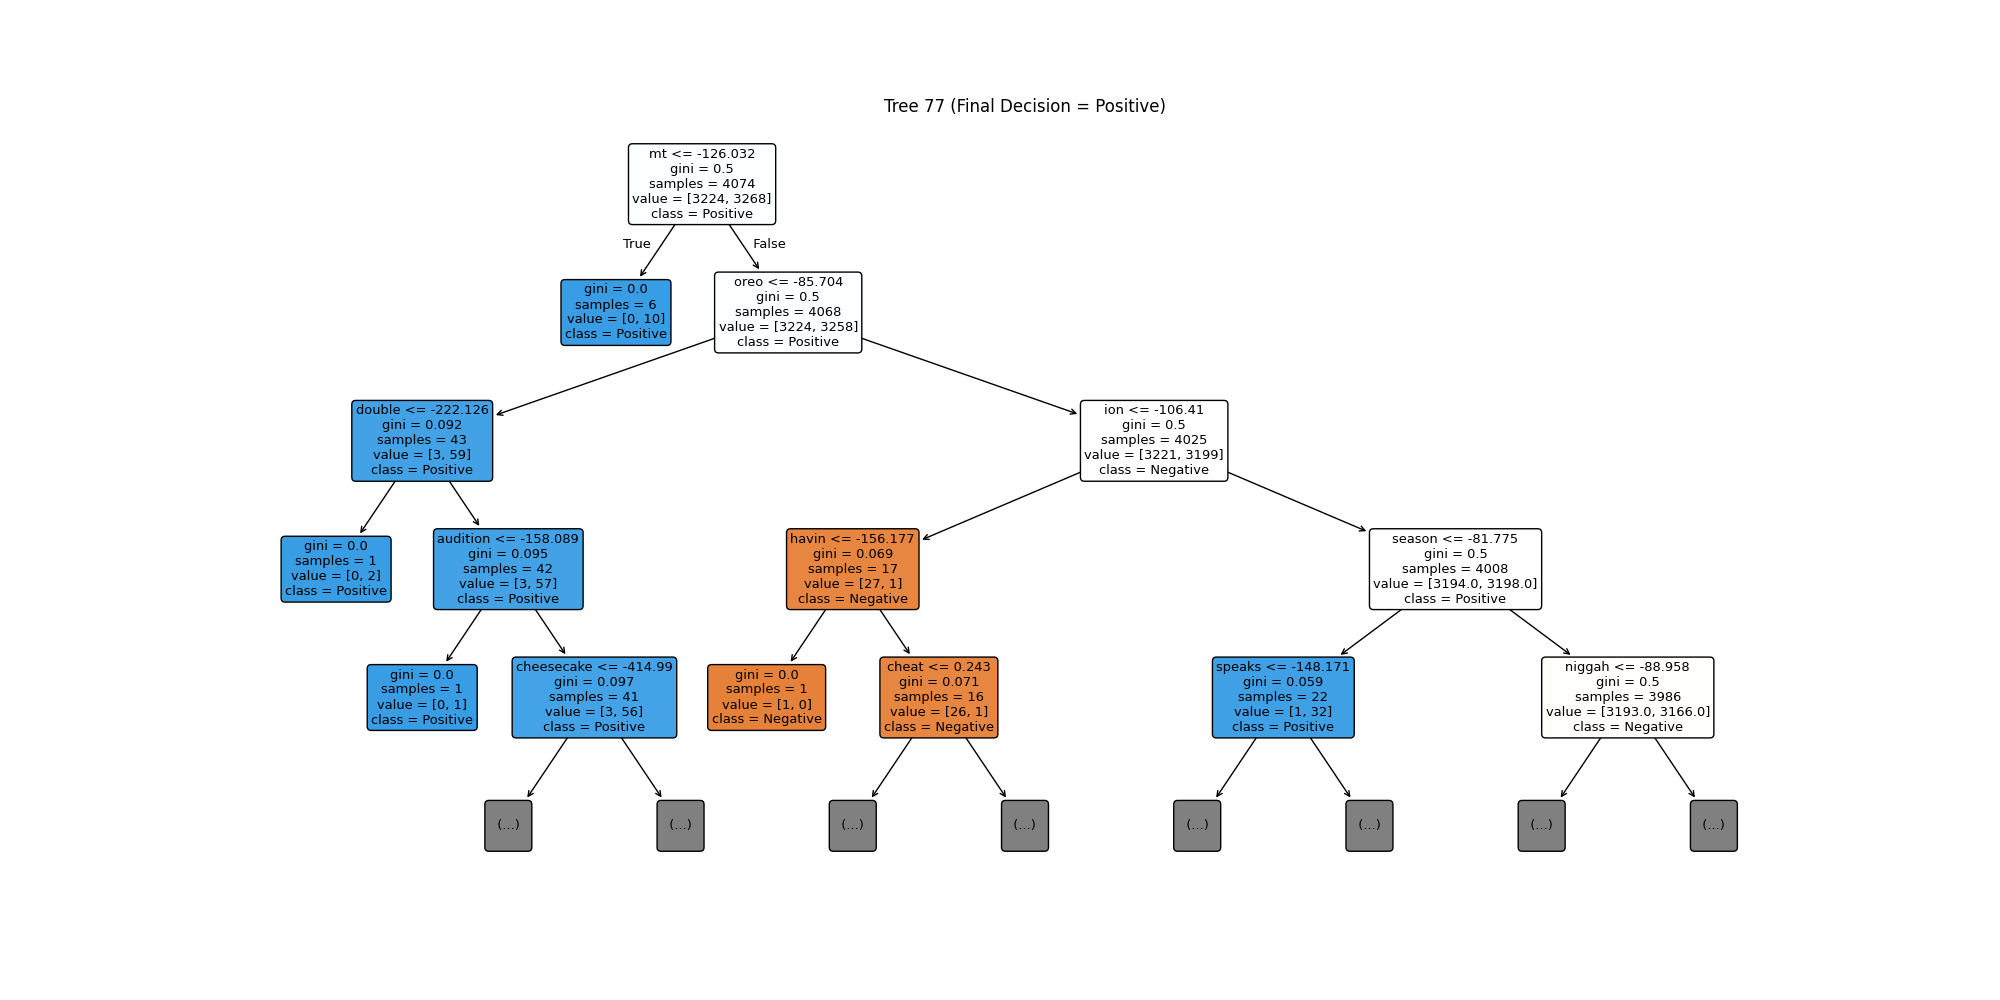 Tree 77 (Final Decision = Positive)
mt <= -126.032
gini = 0.5
samples = 4074
value = [3224, 3268]
class = Positive
True
False
gini = 0.0
samples = 6
value = [0, 10]
class = Positive
oreo <= -85.704
gini = 0.5
samples = 4068
value = [3224, 3258]
class = Positive
double <= -222.126
gini = 0.092
samples = 43
value = [3, 59]
class = Positive
ion <= -106.41
gini = 0.5
samples = 4025
value = [3221, 3199]
class = Negative
gini = 0.0
samples = 1
value = [0, 2]
class = Positive
audition <= -158.089
gini = 0.095
samples = 42
value = [3, 57]
class = Positive
havin <= -156.177
gini = 0.069
samples = 17
value = [27, 1]
class = Negative
season <= -81.775
gini = 0.5
samples = 4008
value = [3194.0, 3198.0]
class = Positive
gini = 0.0
samples = 1
value = [0, 1]
class = Positive
cheesecake <= -414.99
gini = 0.097
samples = 41
value = [3, 56]
class = Positive
gini = 0.0
samples = 1
value = [1, 0]
class = Negative
cheat <= 0.243
gini = 0.071
samples = 16
value = [26, 1]
class = Negative
speaks <= -148.171
gini = 0.059
samples = 22
value = [1, 32]
class = Positive
niggah <= -88.958
gini = 0.5
samples = 3986
value = [3193.0, 3166.0]
class = Negative
(...)
(...)
(...)
(...)
(...)
(...)
(...)
(...)